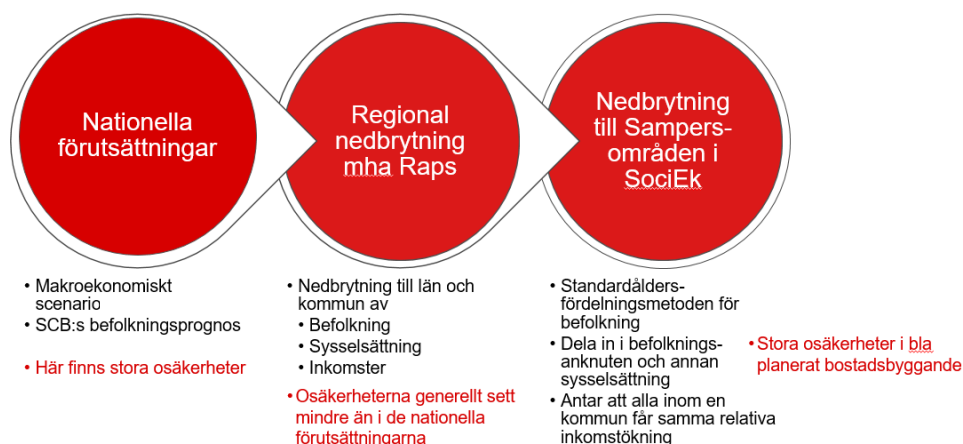 Nationella
förutsättningar
Regional
nedbrytning
mha Raps
Nedbrytning
till Sampers-
områden i
SociEk
• Makroekonomiskt
scenario
• SCB:s befolkningsprognos
• Här finns stora osäkerheter
• Nedbrytning till län och
kommun av
• Befolkning
• Sysselsättning
• Inkomster
• Osäkerheterna generellt sett
mindre än i de nationella
förutsättningarna
• Standardålders-
fördelningsmetoden för
befolkning
• Dela in i befolknings-
anknuten och annan
sysselsättning
• Antar att alla inom en
kommun får samma relativa
inkomstökning
• Stora osäkerheter i bla
planerat bostadsbyggande